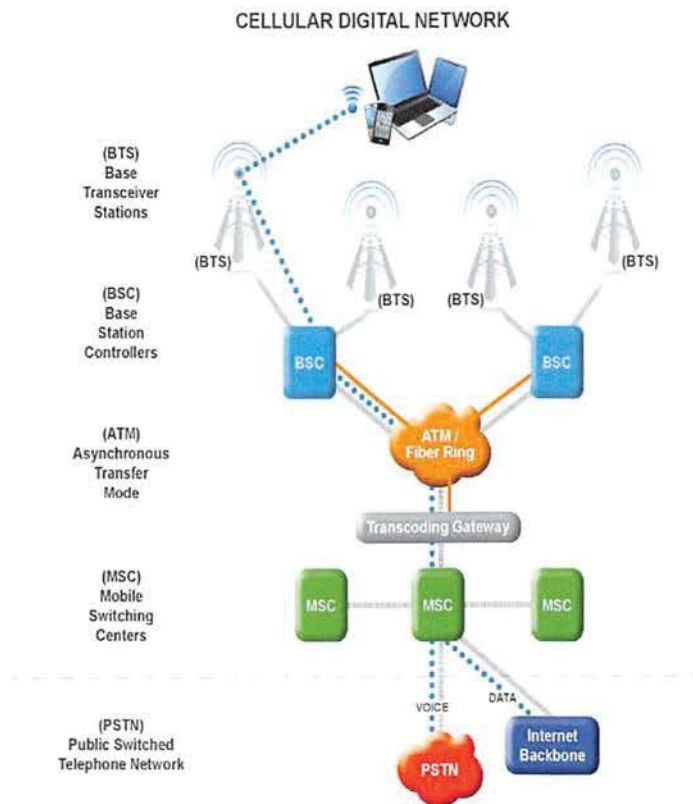 CELLULAR DIGITAL NETWORK
(BTS)
Base
Transceiver
Stations
(BTS)
(BTS)
(BTS)
(BTS)
(BSC)
Base
Station
Controllers
BSC
BSC
(ATM)
Asynchronous
Transfer
Mode
ATM /
Fiber Ring
Transcoding Gateway
(MSC)
Mobile
Switching
Centers
MSC
MSC
MSC
VOICE
DATA
(PSTN)
Public Switched
Telephone Network
PSTN
Internet
Backbone